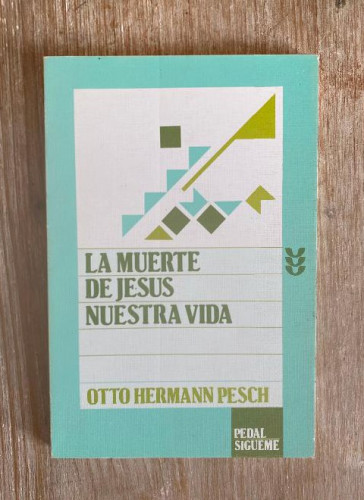 LA MUERTE
DE JESUS
NUESTRA VIDA
OTTO HERMANN PESCH
PEDAL
SIGUEME